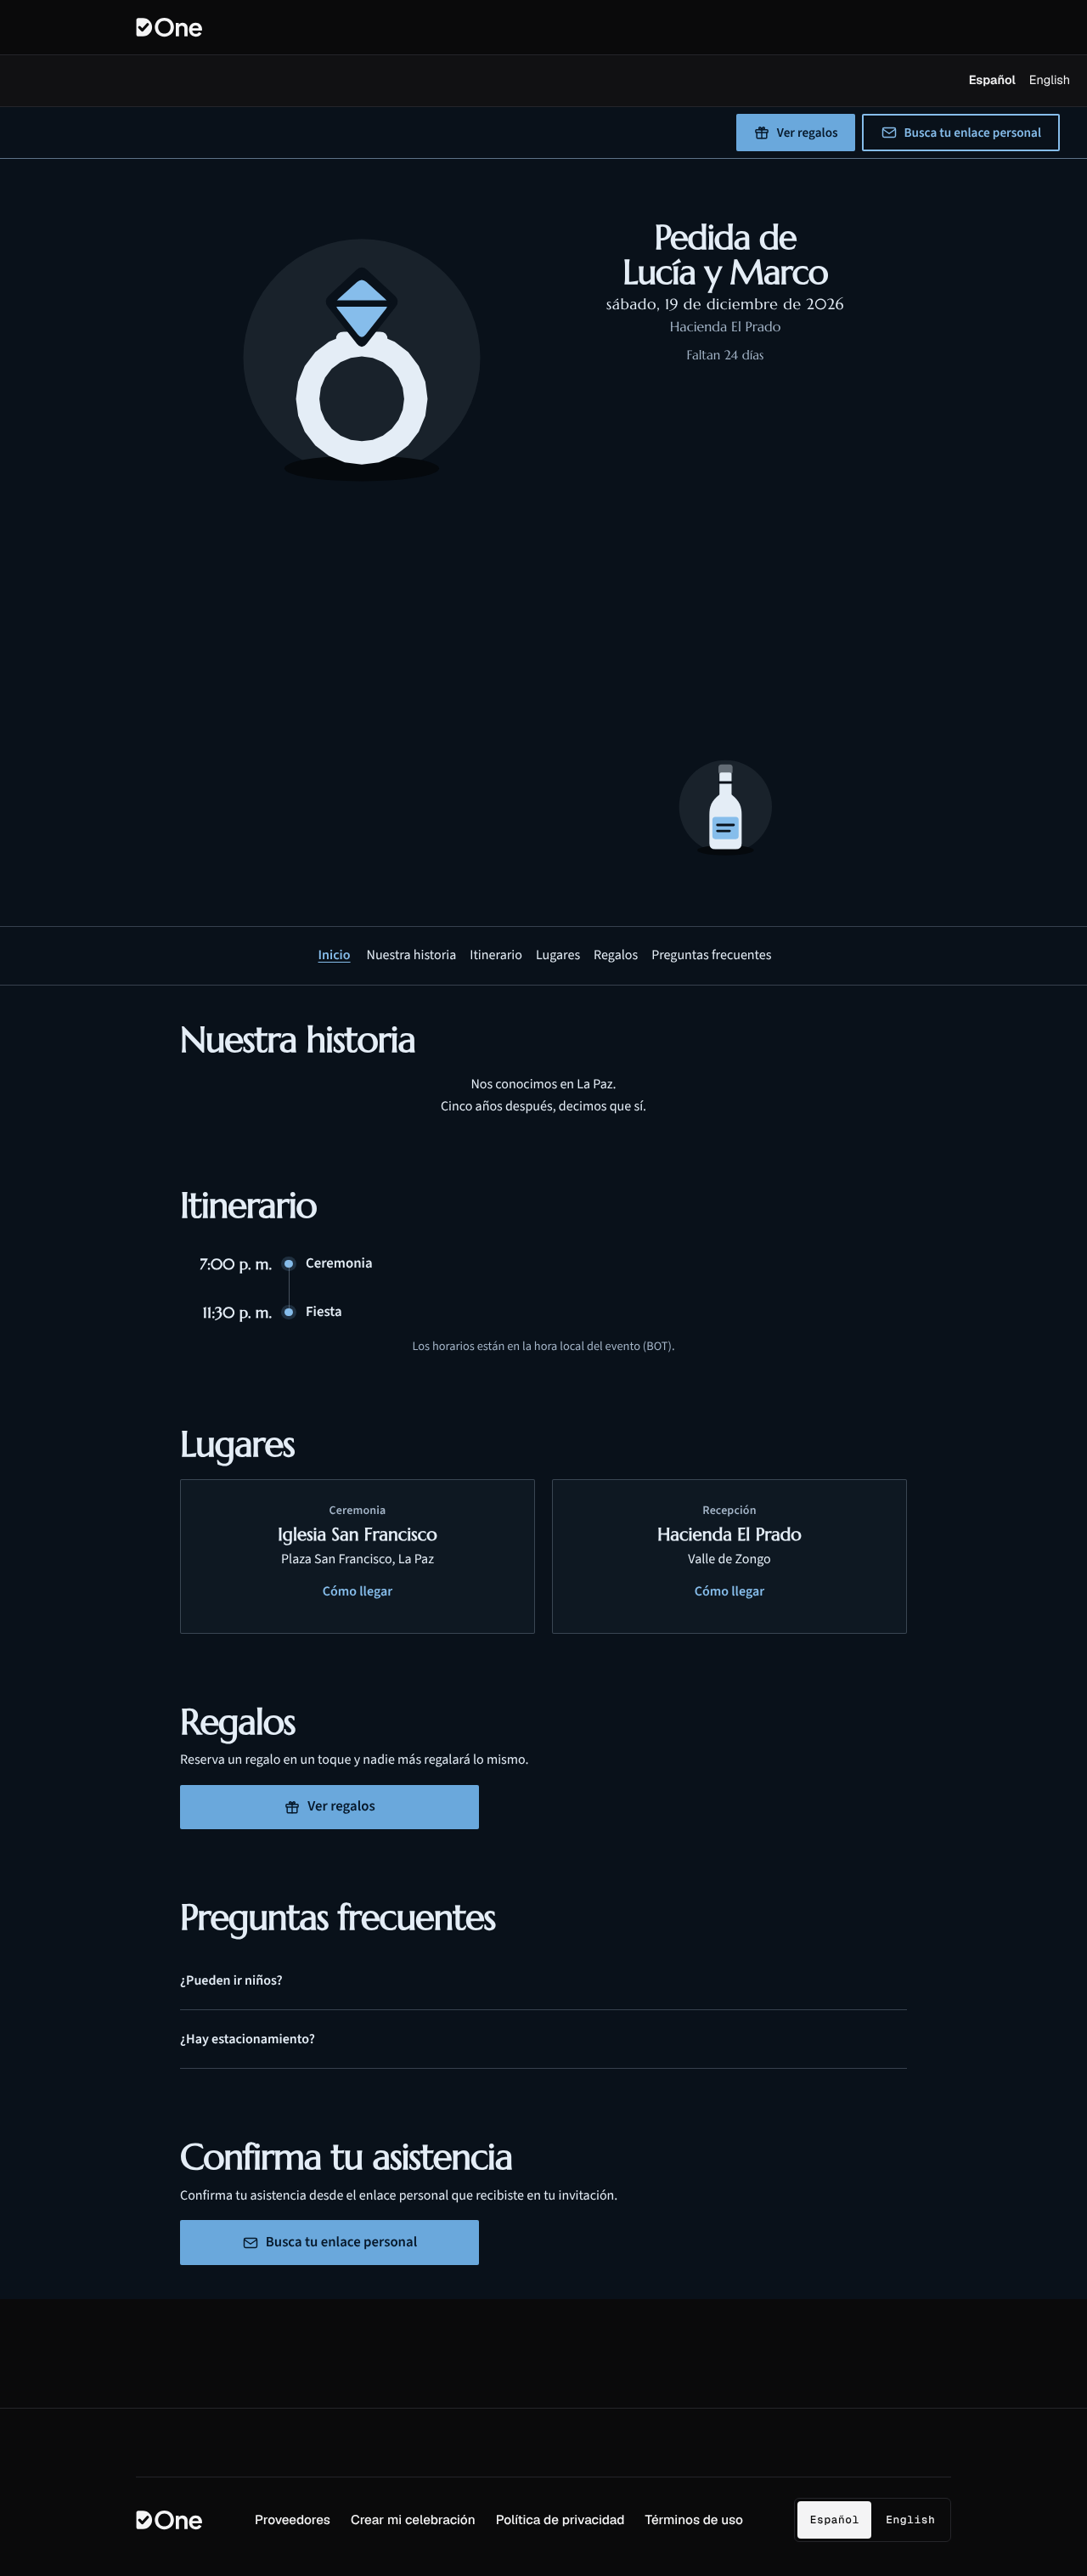 One
Español English
Ver regalos Busca tu enlace personal
Pedida de
Lucía y Marco
sábado, 19 de diciembre de 2026
Hacienda El Prado
Faltan 24 días
Inicio Nuestra historia Itinerario Lugares Regalos Preguntas frecuentes
Nuestra historia
Nos conocimos en La Paz.
Cinco años después, decimos que sí.
Itinerario
7:00 p. m. Ceremonia
11:30 p. m. Fiesta
Los horarios están en la hora local del evento (BOT).
Lugares
Ceremonia
Iglesia San Francisco
Plaza San Francisco, La Paz
Cómo llegar
Recepción
Hacienda El Prado
Valle de Zongo
Cómo llegar
Regalos
Reserva un regalo en un toque y nadie más regalará lo mismo.
Ver regalos
Preguntas frecuentes
¿Pueden ir niños?
¿Hay estacionamiento?
Confirma tu asistencia
Confirma tu asistencia desde el enlace personal que recibiste en tu invitación.
Busca tu enlace personal
One Proveedores Crear mi celebración Política de privacidad Términos de uso Español English